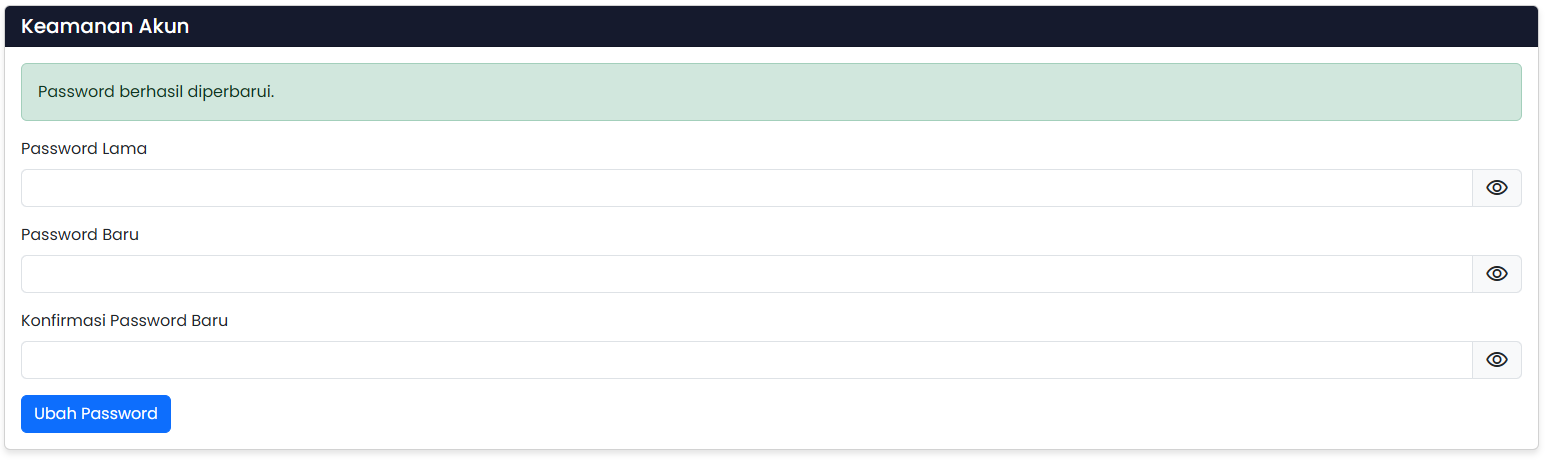 Keamanan Akun
Password berhasil diperbarui.
Password Lama
Password Baru
Konfirmasi Password Baru
Ubah Password